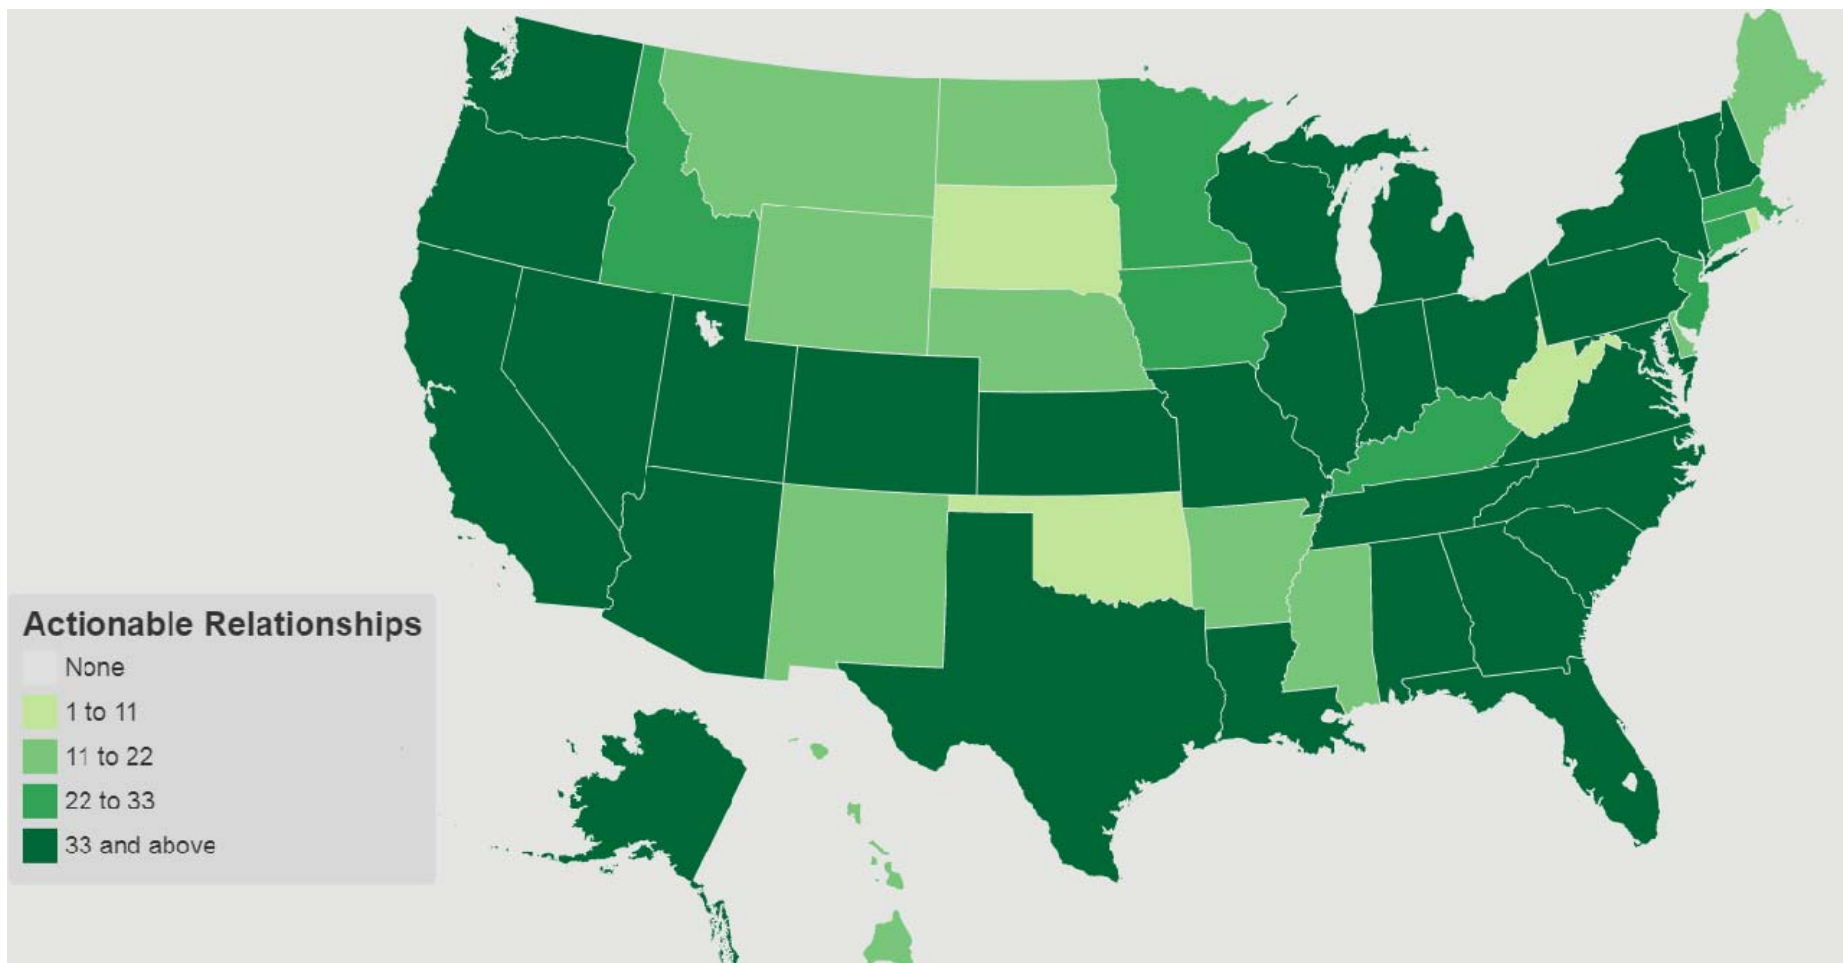 Actionable Relationships
None
1 to 11
11 to 22
22 to 33
33 and above